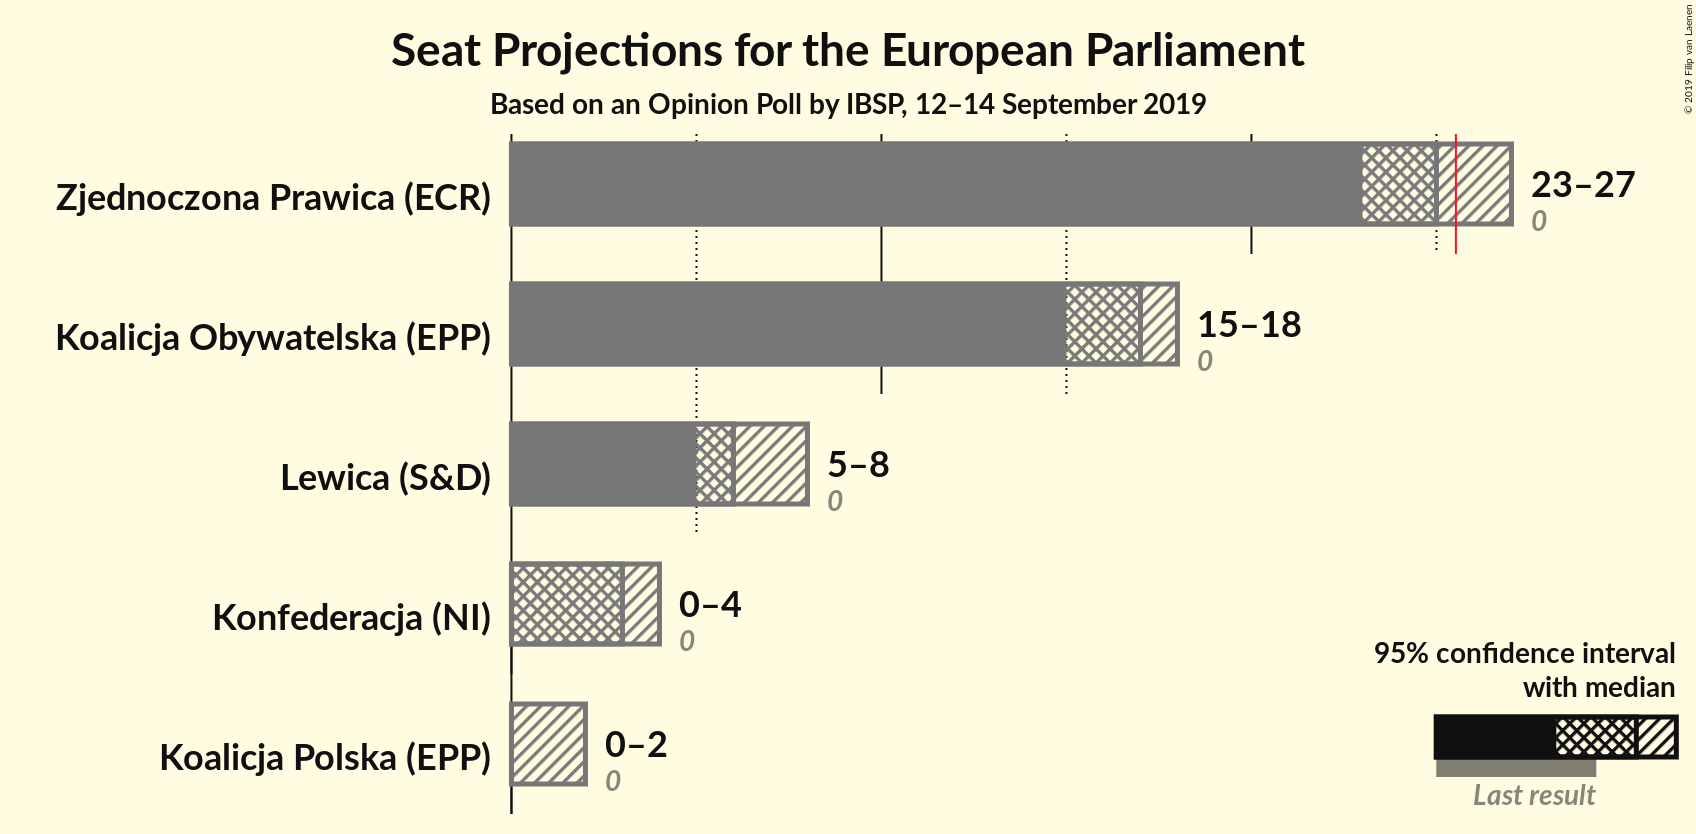 Seat Projections for the European Parliament
Based on an Opinion Poll by IBSP, 12–14 September 2019
© 2019 Filip van Laenen
Zjednoczona Prawica (ECR)
23–27
0
Koalicja Obywatelska (EPP)
15–18
0
Lewica (S&D)
5–8
0
Konfederacja (NI)
0–4
0
Koalicja Polska (EPP)
0–2
0
95% confidence interval
with median
Last result